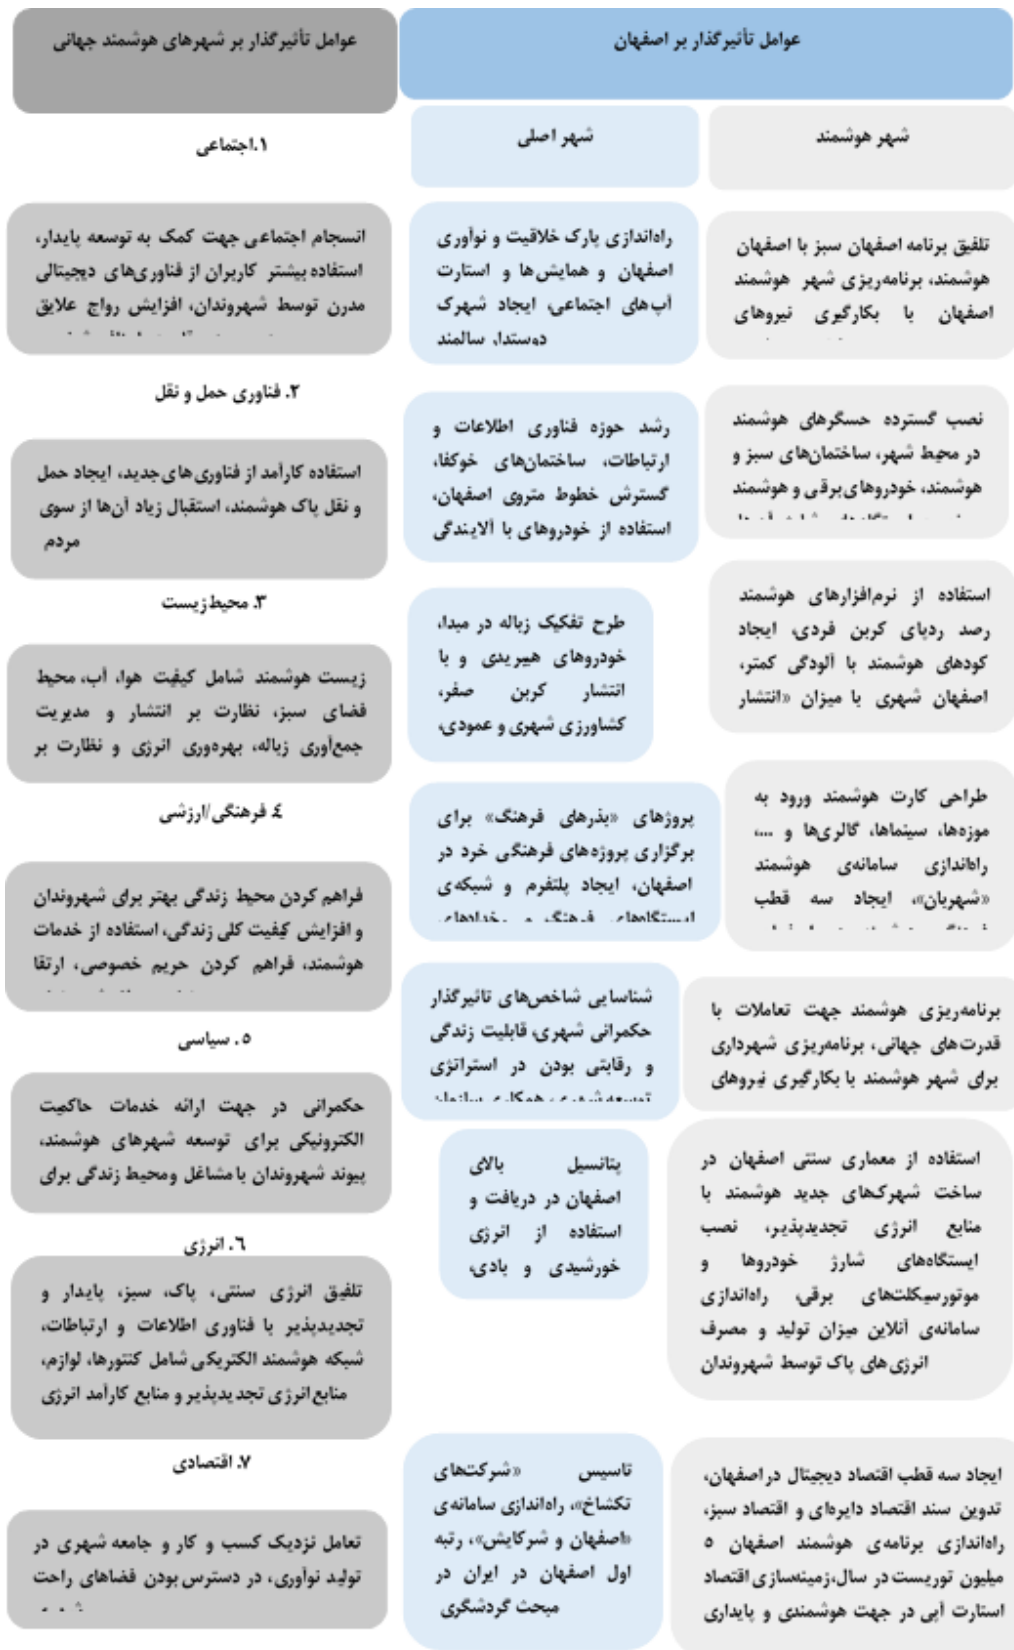 عوامل تأثیرگذار بر اصفهان
عوامل تأثیرگذار بر شهرهای هوشمند جهانی
شهر هوشمند
شهر اصلی
۱.اجتماعی
تلفیق برنامه اصفهان سبز با اصفهان
هوشمند، برنامه‌ریزی شهر هوشمند
اصفهان با بکارگیری نیروهای
راه‌اندازی پارک خلاقیت و نوآوری
اصفهان و همایش‌ها و استارت
آپ‌های اجتماعی، ایجاد شهرک
دوستدار سالمند
انسجام اجتماعی جهت کمک به توسعه پایدار،
استفاده بیشتر کاربران از فناوری‌های دیجیتالی
مدرن توسط شهروندان، افزایش رواج علایق
۲. فناوری حمل و نقل
نصب گسترده حسگرهای هوشمند
در محیط شهر، ساختمان‌های سبز و
هوشمند، خودروهای برقی و هوشمند
رشد حوزه فناوری اطلاعات و
ارتباطات، ساختمان‌های خوکفا،
گسترش خطوط متروی اصفهان،
استفاده از خودروهای با آلایندگی
استفاده کارآمد از فناوری های‌جدید، ایجاد حمل
و نقل پاک هوشمند، استقبال زیاد آن‌ها از سوی
مردم
۳. محیط‌زیست
استفاده از نرم‌افزارهای هوشمند
رصد ردپای کربن فردی، ایجاد
کودهای هوشمند با آلودگی کمتر،
اصفهان شهری با میزان «انتشار
طرح تفکیک زباله در مبدا،
خودروهای هیبریدی و با
انتشار کربن صفر،
کشاورزی شهری و عمودی،
زیست هوشمند شامل کیفیت هوا، آب، محیط
فضای سبز، نظارت بر انتشار و مدیریت
جمع‌آوری زباله، بهره‌وری انرژی و نظارت بر
۴. فرهنگی/ارزشی
طراحی کارت هوشمند ورود به
موزه‌ها، سینماها، گالری‌ها و ...،
راه‌اندازی سامانه‌ی هوشمند
«شهربان»، ایجاد سه قطب
پروژهای «بذرهای فرهنگ» برای
برگزاری پروژه‌های فرهنگی خرد در
اصفهان، ایجاد پلتفرم و شبکه‌ی
ایستگاه‌های فرهنگ و رخدادهای
فراهم کردن محیط زندگی بهتر برای شهروندان
و افزایش کیفیت کلی زندگی، استفاده از خدمات
هوشمند، فراهم کردن حریم خصوصی، ارتقا
۵. سیاسی
برنامه‌ریزی هوشمند جهت تعاملات با
قدرت‌های جهانی، برنامه‌ریزی شهرداری
برای شهر هوشمند با بکارگیری نیروهای
شناسایی شاخص‌های تاثیرگذار
حکمرانی شهری، قابلیت زندگی
و رقابتی بودن در استراتژی
توسعه شهری، همکاری سازمان
حکمرانی در جهت ارائه خدمات حاکمیت
الکترونیکی برای توسعه شهرهای هوشمند،
پیوند شهروندان با مشاغل ومحیط زندگی برای
۶. انرژی
استفاده از معماری سنتی اصفهان در
ساخت شهرک‌های جدید هوشمند با
منابع انرژی تجدیدپذیر، نصب
ایستگاه‌های شارژ خودروها و
موتورسیکلت‌های برقی، راه‌اندازی
سامانه‌ی آنلاین میزان تولید و مصرف
انرژی‌های پاک توسط شهروندان
پتانسیل بالای
اصفهان در دریافت و
استفاده از انرژی
خورشیدی و بادی،
تلفیق انرژی سنتی، پاک، سبز، پایدار و
تجدیدپذیر با فناوری اطلاعات و ارتباطات،
شبکه هوشمند الکتریکی شامل کنتورها، لوازم،
منابع انرژی تجدیدپذیر و منابع کارآمد انرژی
۷. اقتصادی
ایجاد سه قطب اقتصاد دیجیتال در اصفهان،
تدوین سند اقتصاد دایره‌ای و اقتصاد سبز،
راه‌اندازی برنامه‌ی هوشمند اصفهان ۵
میلیون توریست در سال، زمینه‌سازی اقتصاد
استارت آپی در جهت هوشمندی و پایداری
تاسیس «شرکت‌های
تکشاخ»، راه‌اندازی سامانه‌ی
«اصفهان و شرکایش»، رتبه
اول اصفهان در ایران در
مبحث گردشگری
تعامل نزدیک کسب و کار و جامعه شهری در
تولید نوآوری، در دسترس بودن فضاهای راحت